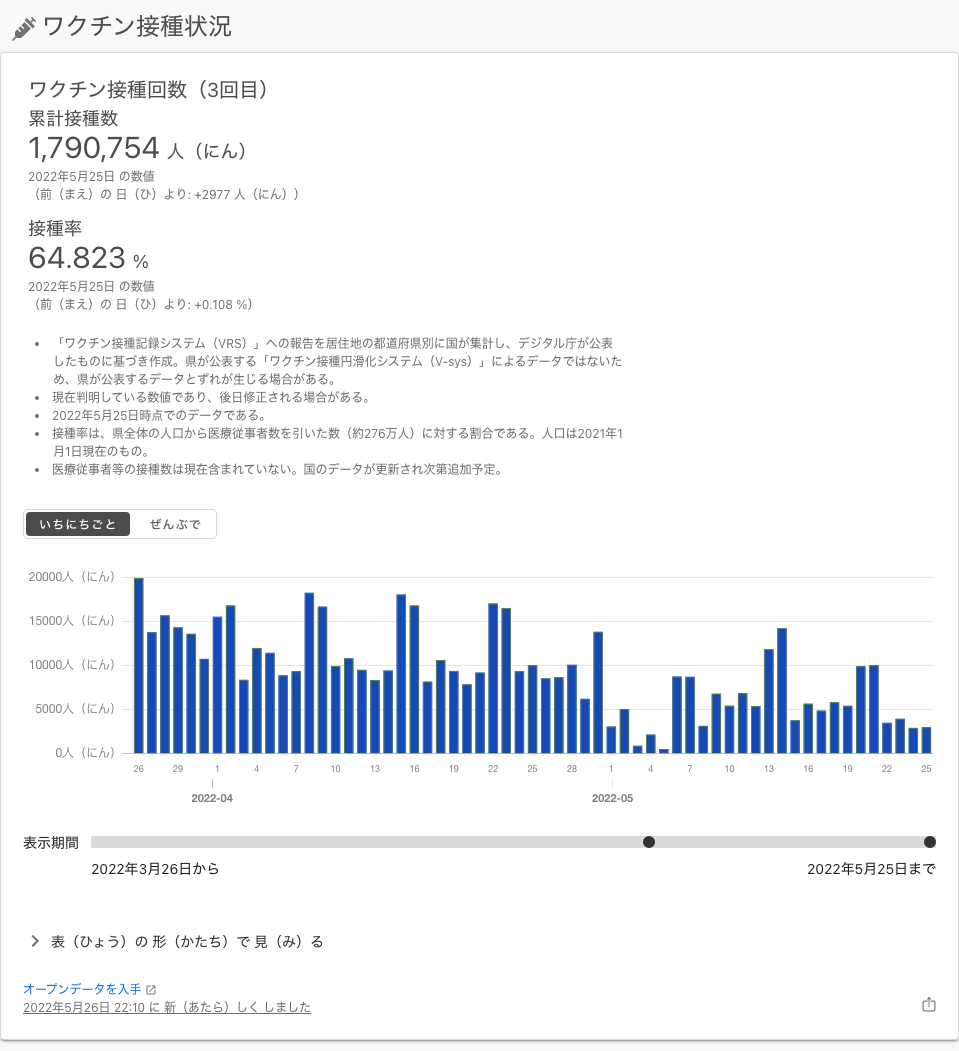 ワクチン接種状況
ワクチン接種回数（3回目）
累計接種数
1,790,754 人（にん）
2022年5月25日 の数値
（前（まえ）の 日（ひ）より: +2977 人（にん））
接種率
64.823 %
2022年5月25日 の数値
（前（まえ）の 日（ひ）より: +0.108 %）
• 「ワクチン接種記録システム（VRS）」への報告を居住地の都道府県別に国が集計し、デジタル庁が公表
したものに基づき作成。県が公表する「ワクチン接種円滑化システム（V-sys）」によるデータではないた
め、県が公表するデータとずれが生じる場合がある。
• 現在判明している数値であり、後日修正される場合がある。
• 2022年5月25日時点でのデータである。
• 接種率は、県全体の人口から医療従事者数を引いた数（約276万人）に対する割合である。人口は2021年1
月1日現在のもの。
• 医療従事者等の接種数は現在含まれていない。国のデータが更新され次第追加予定。
いちにちごと ぜんぶで
20000人（にん）
15000人（にん）
10000人（にん）
5000人（にん）
0人（にん）
26 29 1 4 7 10 13 16 19 22 25 28 1 4 7 10 13 16 19 22 25
2022-04 2022-05
表示期間
2022年3月26日から 2022年5月25日まで
表（ひょう）の 形（かたち）で 見（み）る
オープンデータを入手
2022年5月26日 22:10 に 新（あたら）しく しました